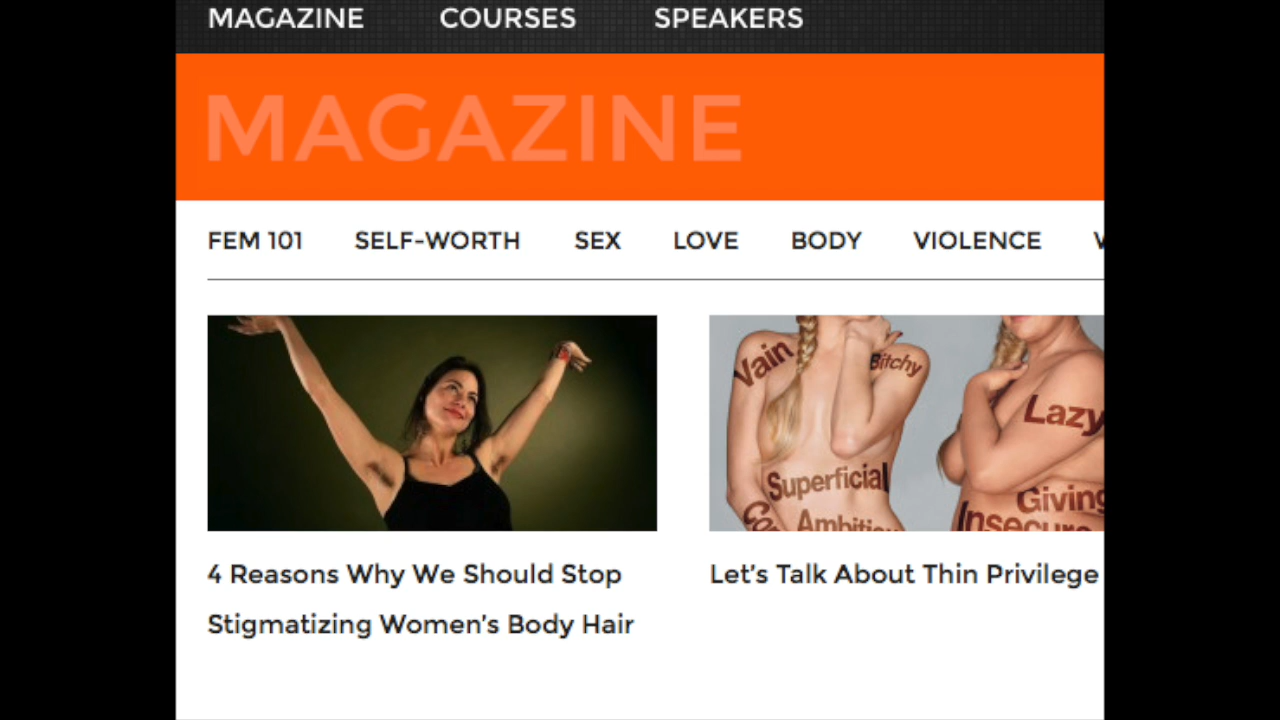 MAGAZINE COURSES SPEAKERS
MAGAZINE
FEM 101 SELF-WORTH SEX LOVE BODY VIOLENCE
Vain Bitchy
Lazy
Superficial
Giving
Ambitiou
Insecure
4 Reasons Why We Should Stop
Stigmatizing Women's Body Hair
Let's Talk About Thin Privilege